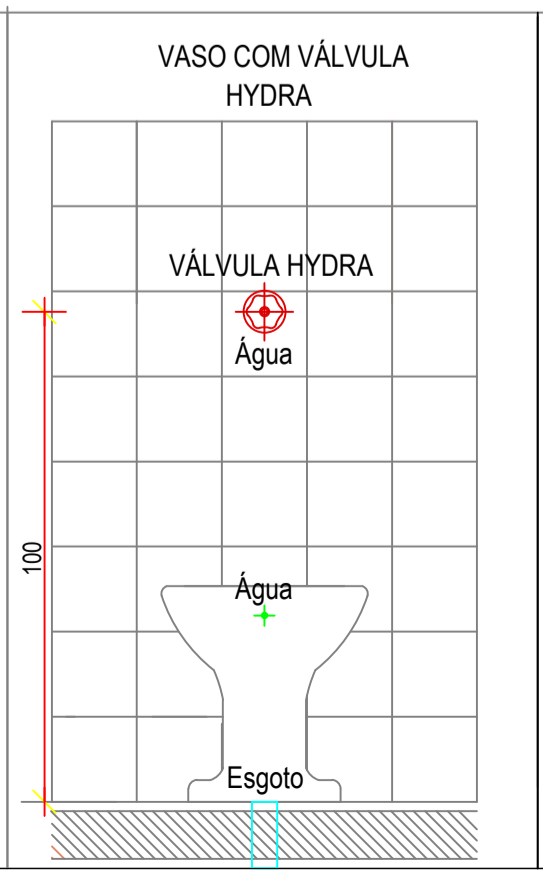 VASO COM VÁLVULA
HYDRA
VÁLVULA HYDRA
Água
100
Água
Esgoto